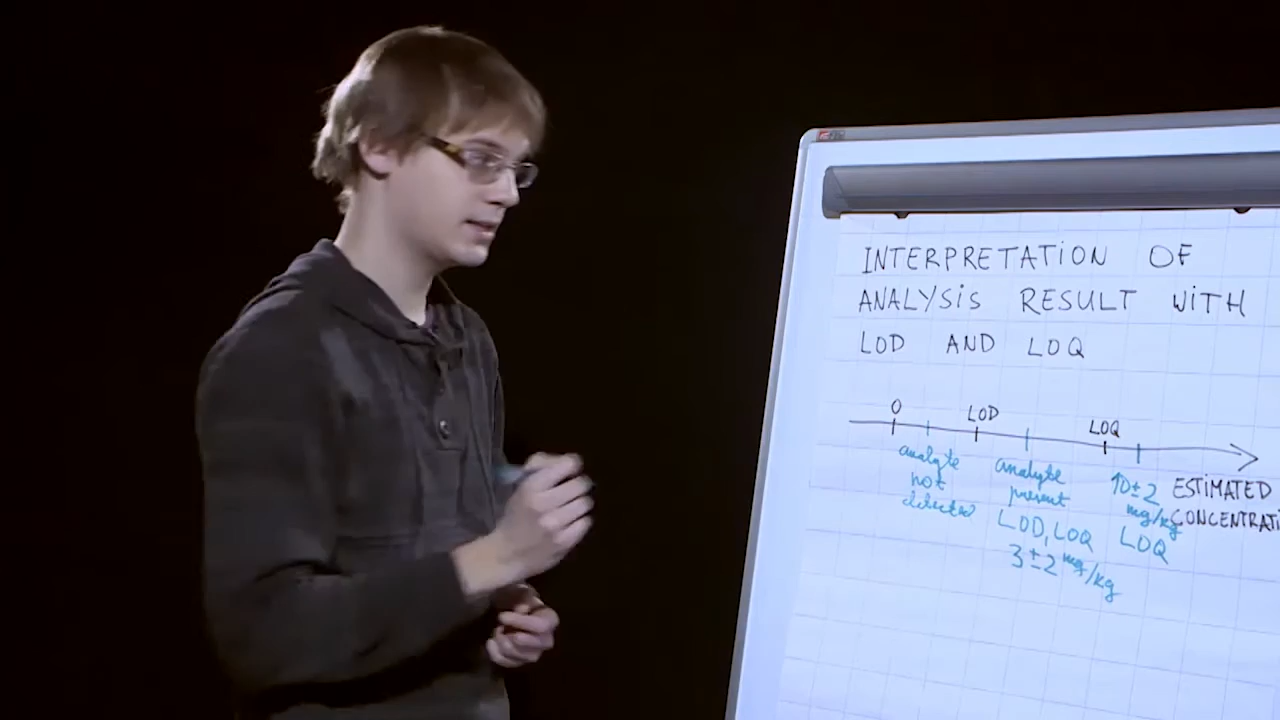 INTERPRETATION OF
ANALYSIS RESULT WITH
LOD AND LOQ
0 LOD LOQ
analyte
not
detected
analyte
present
LOD, LOQ
3±2 mg/kg
10±2
mg/kg
LOQ
ESTIMATED
CONCENTRATI